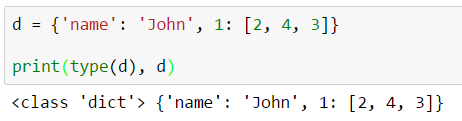 d = {'name': 'John', 1: [2, 4, 3]}
print(type(d), d)
<class 'dict'> {'name': 'John', 1: [2, 4, 3]}